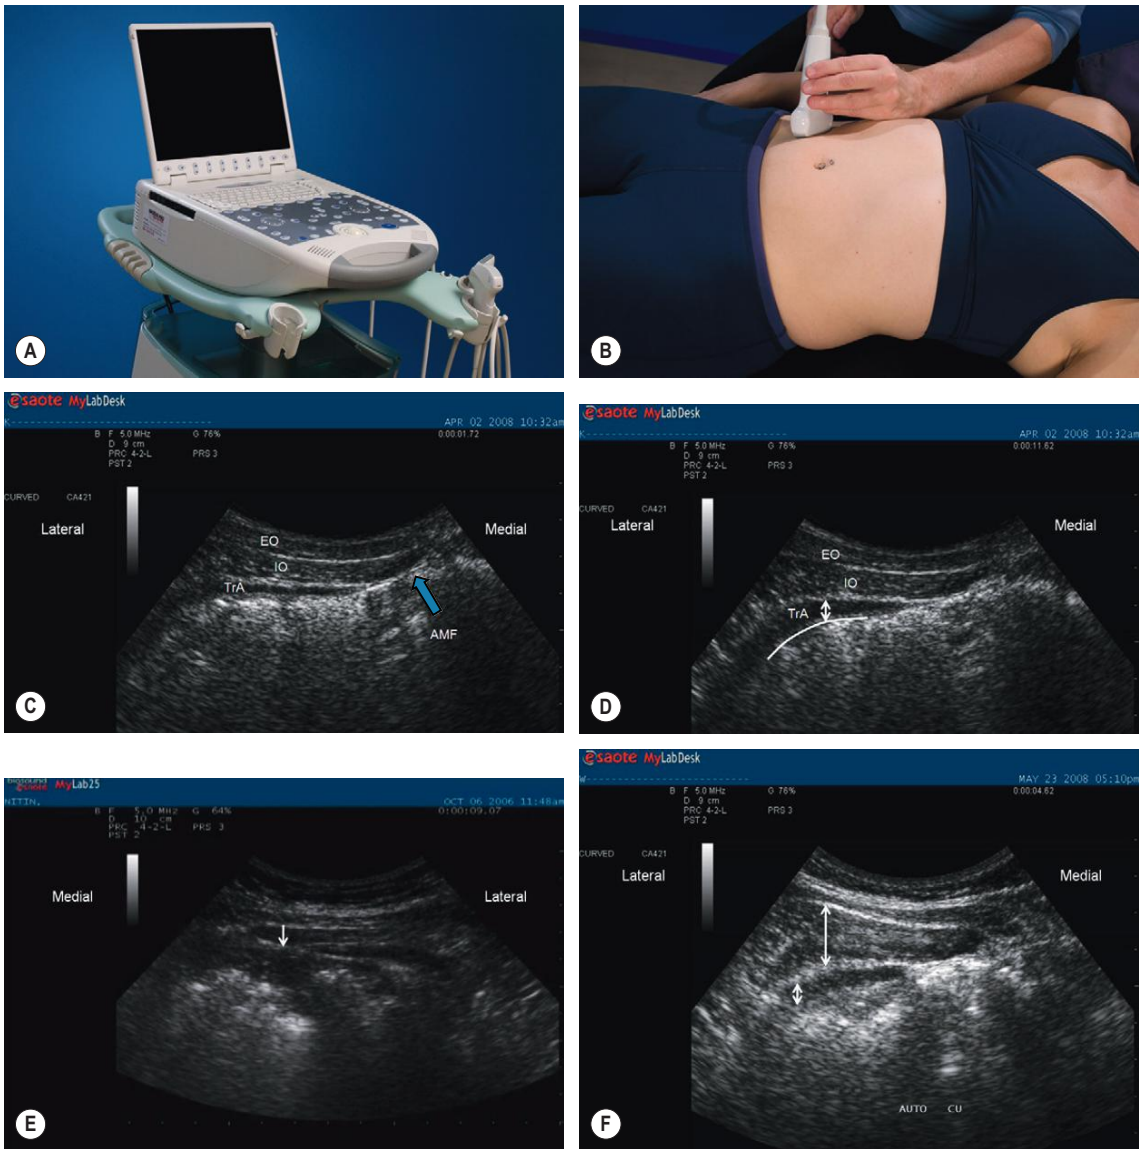 A
B
esaote MyLabDesk
K
APR 02 2008 10:32am
B F 5.0 MHz G 76% 0:00:01.72
D 9 cm
PRC 4-2-L PRS 3
PST 2
CURVED CA421
Lateral
Medial
EO
IO
TrA
AMF
C
esaote MyLabDesk
K
APR 02 2008 10:32am
B F 5.0 MHz G 76% 0:00:11.62
D 9 cm
PRC 4-2-L PRS 3
PST 2
CURVED CA421
Lateral
Medial
EO
IO
TrA
D
biosound
esaote MyLab25
NITIN,
OCT 06 2006 11:48am
B F 5.0 MHz G 64% 0:00:09.07
D 10 cm
PRC 4-2-L PRS 3
PST 2
Medial
Lateral
E
esaote MyLabDesk
W
MAY 23 2008 05:10pm
B F 5.0 MHz G 76% 0:00:04.62
D 9 cm
PRC 4-2-L PRS 3
PST 2
CURVED CA421
Lateral
Medial
AUTO CU
F